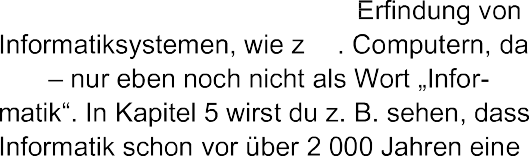 Erfindung von
Informatiksystemen, wie z . Computern, da
– nur eben noch nicht als Wort „Infor-
matik“. In Kapitel 5 wirst du z. B. sehen, dass
Informatik schon vor über 2 000 Jahren eine